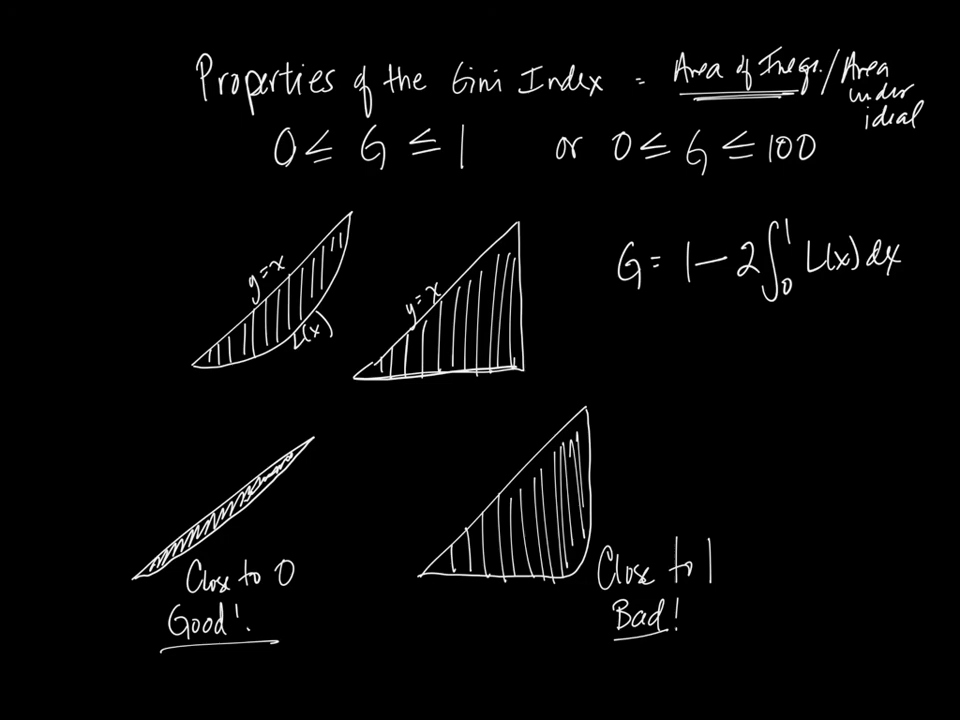 Properties of the Gini Index = Area of Ineq. / Area under ideal
0 ≤ G ≤ 1 or 0 ≤ G ≤ 100
G = 1 − 2∫₀¹ L(x) dx
y = x
L(x)
y = x
Close to 0
Good!
Close to 1
Bad!